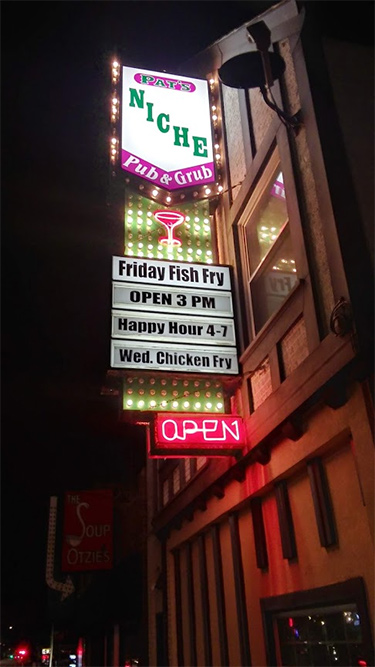 PAT'S
NICHE
Pub & Grub
Friday Fish Fry
OPEN 3 PM
Happy Hour 4-7
Wed. Chicken Fry
OPEN
THE
SOUP
OTZIES